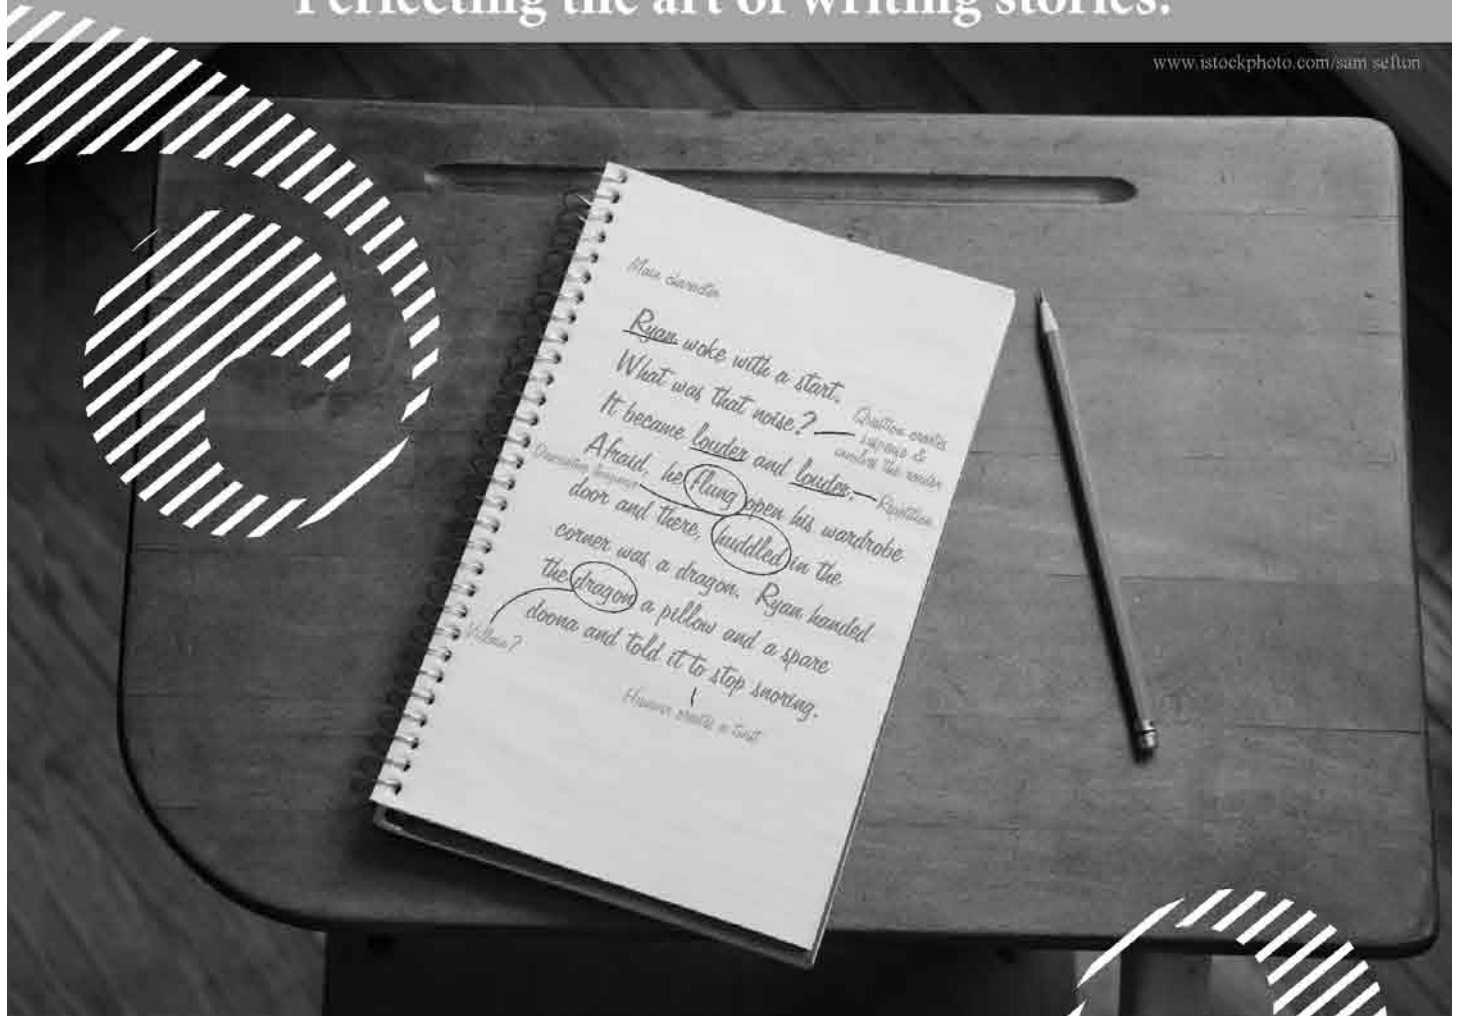 Perfecting the art of writing stories.
www.istockphoto.com/sam sefton
Main character
Ryan woke with a start.
What was that noise?
Question creates
suspense &
involves the reader
It became louder and louder.
Repetition
Afraid, he flung open his wardrobe
Descriptive language
door and there, huddled in the
corner was a dragon. Ryan handed
the dragon a pillow and a spare
doona and told it to stop snoring.
Villain?
Humour creates a twist